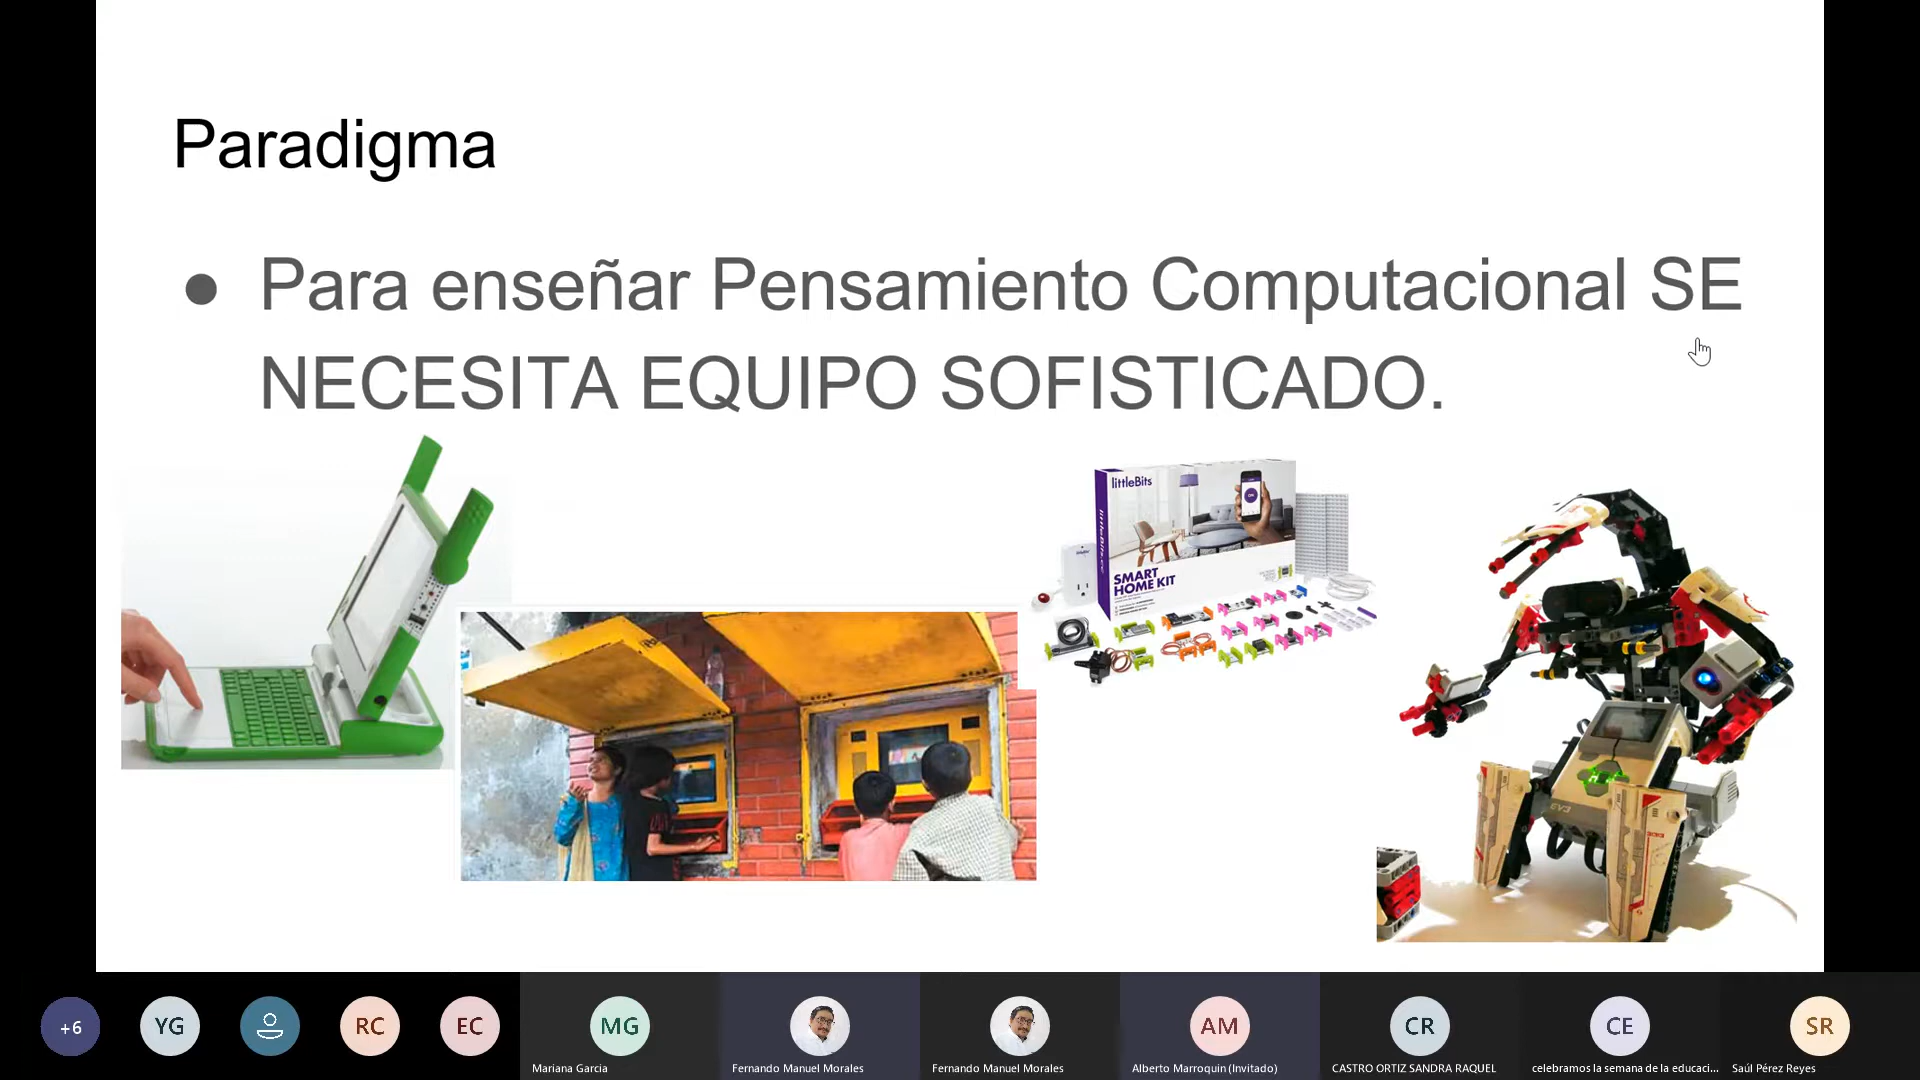 Paradigma
● Para enseñar Pensamiento Computacional SE
NECESITA EQUIPO SOFISTICADO.
littleBits
SMART
HOME KIT
EV3
+6
YG
RC
EC
MG
AM
CR
CE
SR
Mariana Garcia
Fernando Manuel Morales
Fernando Manuel Morales
Alberto Marroquin (Invitado)
CASTRO ORTIZ SANDRA RAQUEL
celebramos la semana de la educaci...
Saúl Pérez Reyes